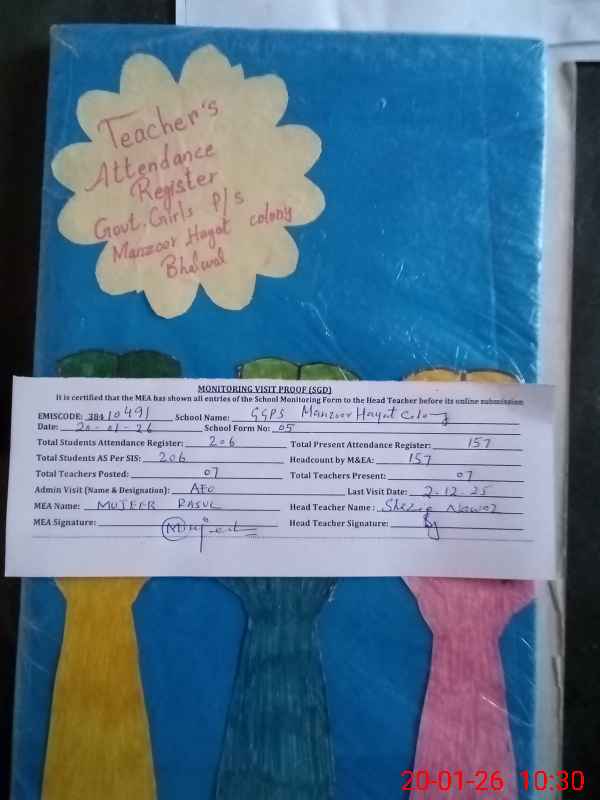 Teacher's
Attendance
Register
Govt. Girls P/S
Manzoor Hayat colony
Bhalwal
MONITORING VISIT PROOF (SGD)
It is certified that the MEA has shown all entries of the School Monitoring Form to the Head Teacher before its online submission
EMISCODE: 38410491 School Name: GGPS Manzoor Hayat Colony
Date: 20-01-26 School Form No: 05
Total Students Attendance Register: 206 Total Present Attendance Register: 157
Total Students AS Per SIS: 206 Headcount by M&EA: 157
Total Teachers Posted: 07 Total Teachers Present: 07
Admin Visit (Name & Designation): AEO Last Visit Date: 2.12.25
MEA Name: MUJEEB RASUL Head Teacher Name: Nawaz
MEA Signature: Mujeeb Head Teacher Signature:
20-01-26 10:30